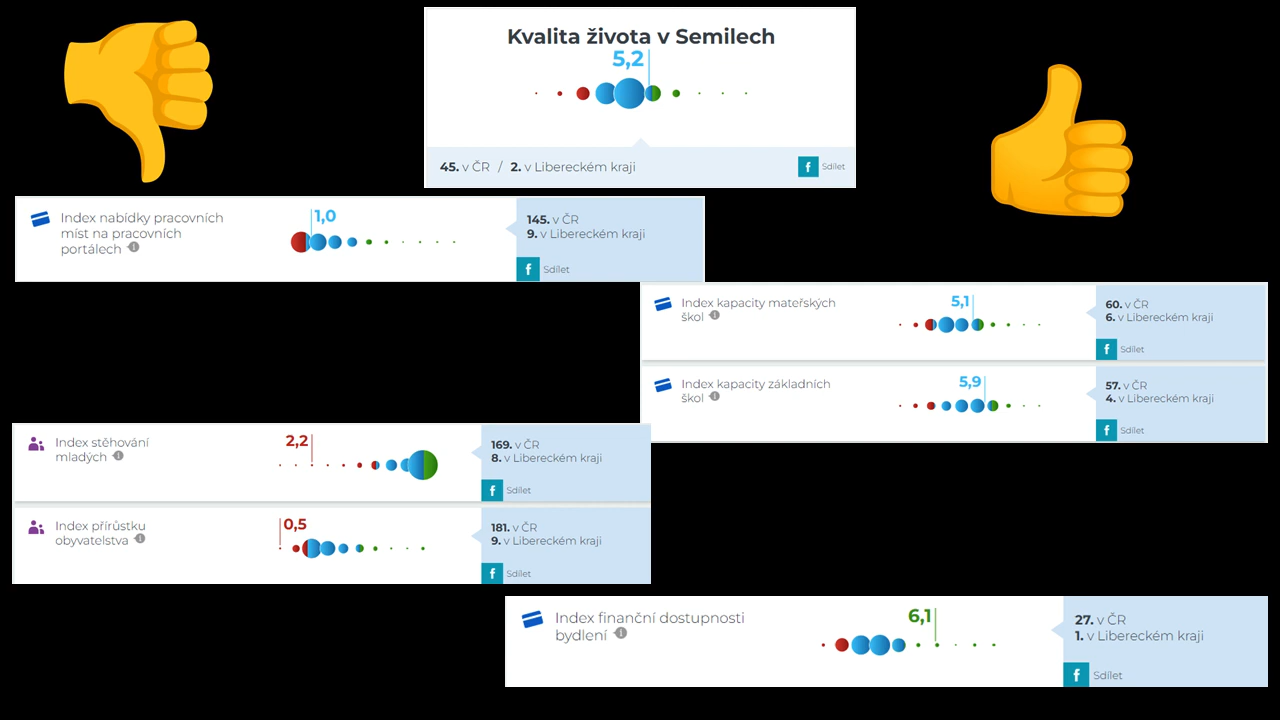 Kvalita života v Semilech
5,2
45. v ČR / 2. v Libereckém kraji
f Sdílet
Index nabídky pracovních
míst na pracovních
portálech i
1,0
145. v ČR
9. v Libereckém kraji
f Sdílet
Index kapacity mateřských
škol i
5,1
60. v ČR
6. v Libereckém kraji
f Sdílet
Index kapacity základních
škol i
5,9
57. v ČR
4. v Libereckém kraji
f Sdílet
Index stěhování
mladých i
2,2
169. v ČR
8. v Libereckém kraji
f Sdílet
Index přírůstku
obyvatelstva i
0,5
181. v ČR
9. v Libereckém kraji
f Sdílet
Index finanční dostupnosti
bydlení i
6,1
27. v ČR
1. v Libereckém kraji
f Sdílet